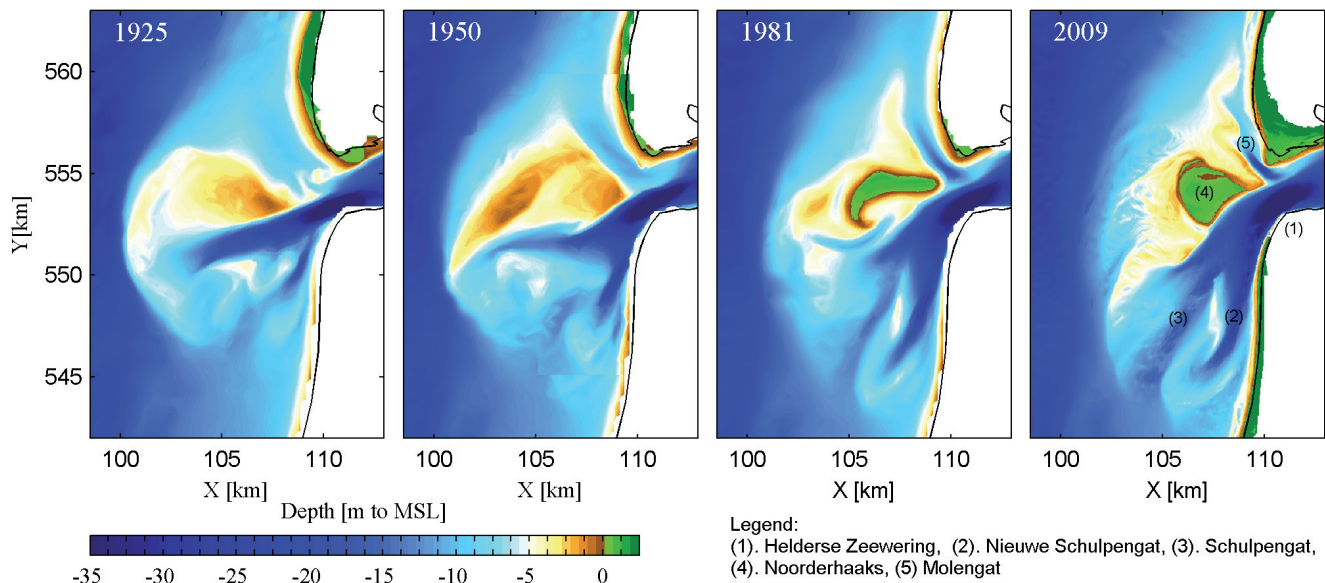 1925 1950 1981 2009
560
555
550
545
Y[km]
(5)
(4)
(1)
(3) (2)
100 105 110 100 105 110 100 105 110 100 105 110
X [km] X [km] X [km] X [km]
Depth [m to MSL]
-35 -30 -25 -20 -15 -10 -5 0
Legend:
(1). Helderse Zeewering, (2). Nieuwe Schulpengat, (3). Schulpengat,
(4). Noorderhaaks, (5) Molengat